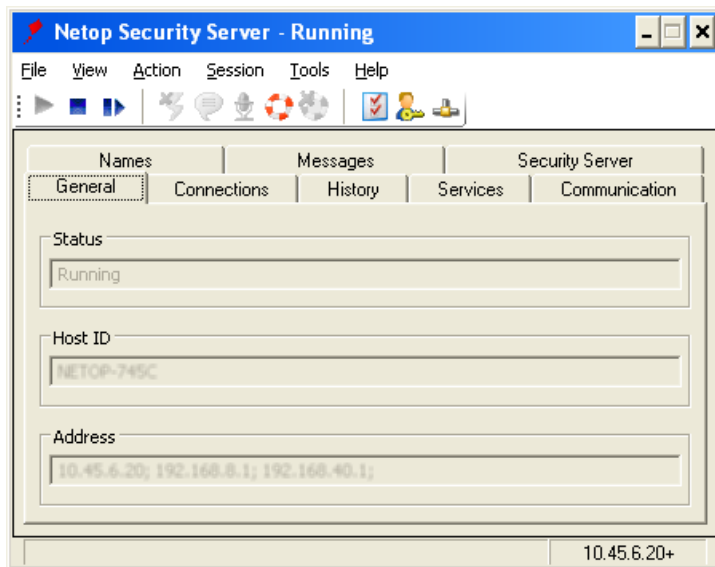 Netop Security Server - Running
File View Action Session Tools Help
Names Messages Security Server
General Connections History Services Communication
Status
Running
Host ID
NETOP-745C
Address
10.45.6.20; 192.168.8.1; 192.168.40.1;
10.45.6.20+